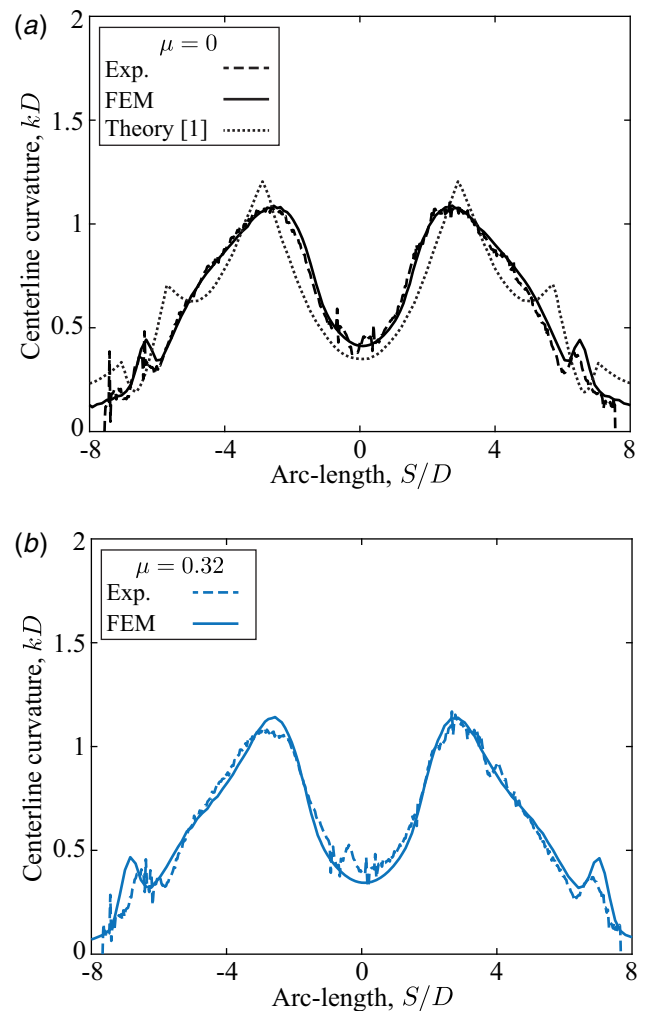 (a)
2
1.5
1
0.5
0
Centerline curvature, kD
μ = 0
Exp.
FEM
Theory [1]
-8 -4 0 4 8
Arc-length, S/D
(b)
2
1.5
1
0.5
0
Centerline curvature, kD
μ = 0.32
Exp.
FEM
-8 -4 0 4 8
Arc-length, S/D